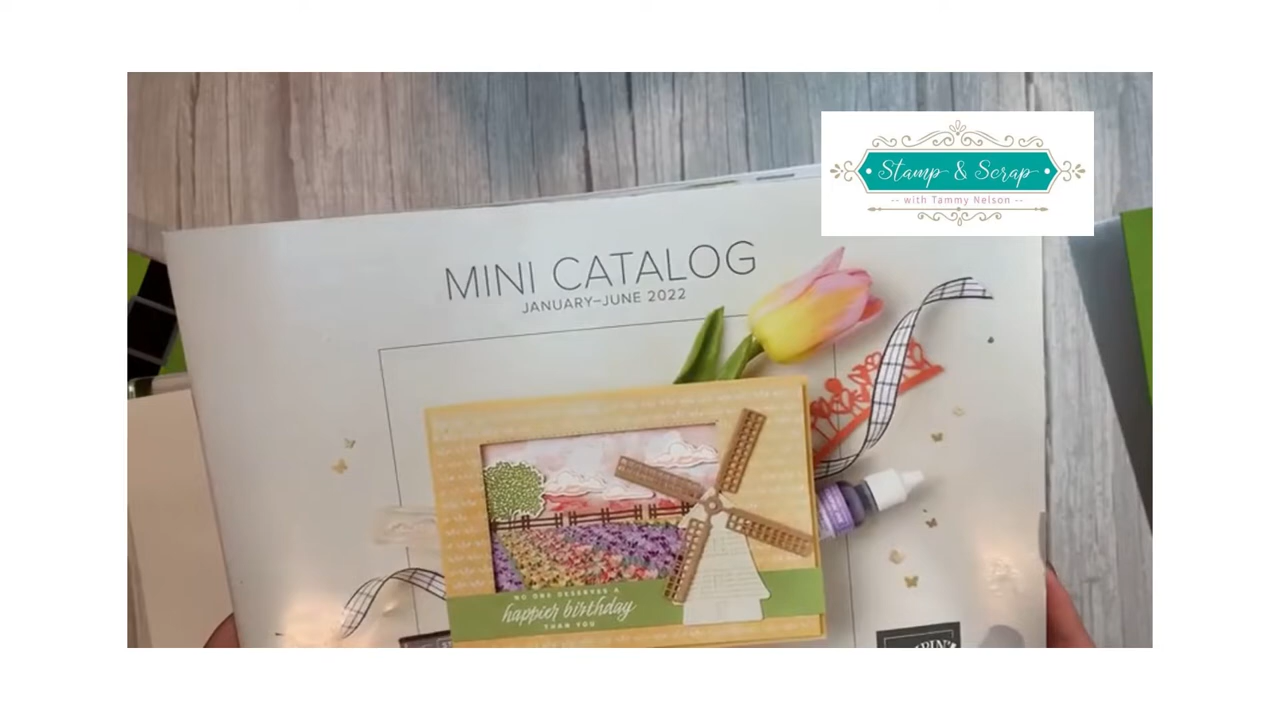 Stamp & Scrap
-- with Tammy Nelson --
MINI CATALOG
JANUARY–JUNE 2022
NO ONE DESERVES A
happier birthday
THAN YOU